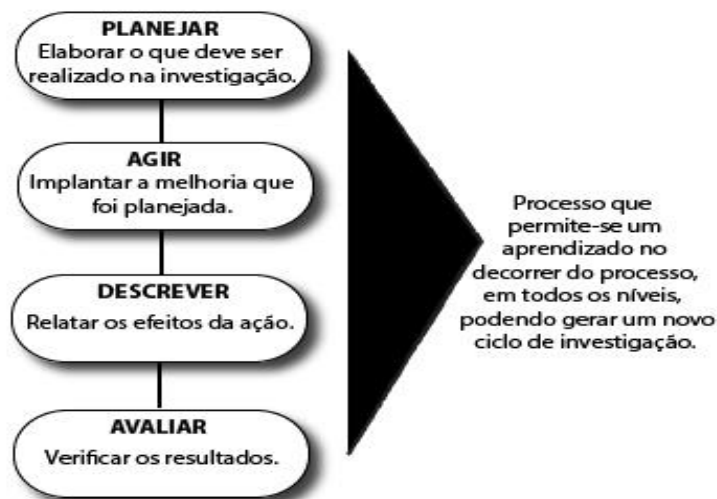 PLANEJAR
Elaborar o que deve ser
realizado na investigação.
AGIR
Implantar a melhoria que
foi planejada.
DESCREVER
Relatar os efeitos da ação.
AVALIAR
Verificar os resultados.
Processo que
permite-se um
aprendizado no
decorrer do processo,
em todos os níveis,
podendo gerar um novo
ciclo de investigação.